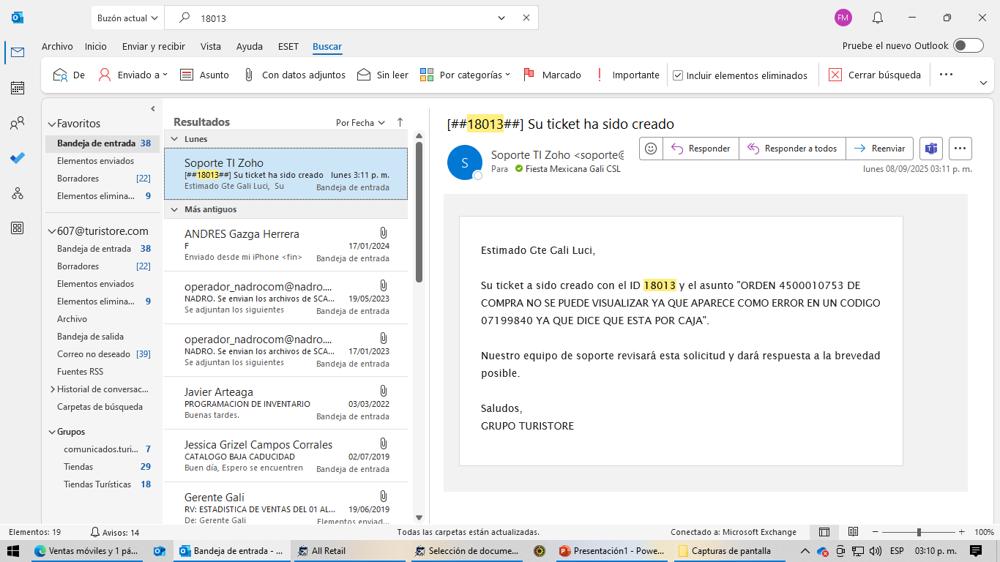 Buzón actual
18013
FM
Archivo Inicio Enviar y recibir Vista Ayuda ESET Buscar
Pruebe el nuevo Outlook
De Enviado a Asunto Con datos adjuntos Sin leer Por categorías Marcado Importante Incluir elementos eliminados Cerrar búsqueda
Favoritos
Bandeja de entrada 38
Elementos enviados
Borradores [22]
Elementos elimina... 9
607@turistore.com
Bandeja de entrada 38
Borradores [22]
Elementos enviados
Elementos elimina... 9
Archivo
Bandeja de salida
Correo no deseado [39]
Fuentes RSS
Historial de conversac...
Carpetas de búsqueda
Grupos
comunicados.turi... 7
Tiendas 29
Tiendas Turísticas 18
Resultados Por Fecha
Lunes
Soporte TI Zoho
[##18013##] Su ticket ha sido creado lunes 3:11 p. m.
Estimado Gte Gali Luci, Su Bandeja de entrada
Más antiguos
ANDRES Gazga Herrera
F 17/01/2024
Enviado desde mi iPhone <fin> Bandeja de entrada
operador_nadrocom@nadro....
NADRO. Se envian los archivos de SCA... 19/05/2023
Se adjuntan los siguientes Bandeja de entrada
operador_nadrocom@nadro....
NADRO. Se envian los archivos de SCA... 17/01/2023
Se adjuntan los siguientes Bandeja de entrada
Javier Arteaga
PROGRAMACION DE INVENTARIO 03/03/2022
Buenas tardes. Bandeja de entrada
Jessica Grizel Campos Corrales
CATALOGO BAJA CADUCIDAD 02/07/2019
Buen día, Espero se encuentren Bandeja de entrada
Gerente Gali
RV: ESTADISTICA DE VENTAS DEL 01 AL... 19/06/2019
De: Gerente Gali Elementos enviad...
[##18013##] Su ticket ha sido creado
S
Soporte TI Zoho <soporte@
Para Fiesta Mexicana Gali CSL
Responder Responder a todos Reenviar
lunes 08/09/2025 03:11 p. m.
Estimado Gte Gali Luci,
Su ticket a sido creado con el ID 18013 y el asunto "ORDEN 4500010753 DE
COMPRA NO SE PUEDE VISUALIZAR YA QUE APARECE COMO ERROR EN UN CODIGO
07199840 YA QUE DICE QUE ESTA POR CAJA".
Nuestro equipo de soporte revisará esta solicitud y dará respuesta a la brevedad
posible.
Saludos,
GRUPO TURISTORE
Elementos: 19 Avisos: 14 Todas las carpetas están actualizadas. Conectado a: Microsoft Exchange 100%
Ventas móviles y 1 pá... Bandeja de entrada - ... All Retail Selección de docume... Presentación1 - Powe... Capturas de pantalla ESP 03:10 p. m.